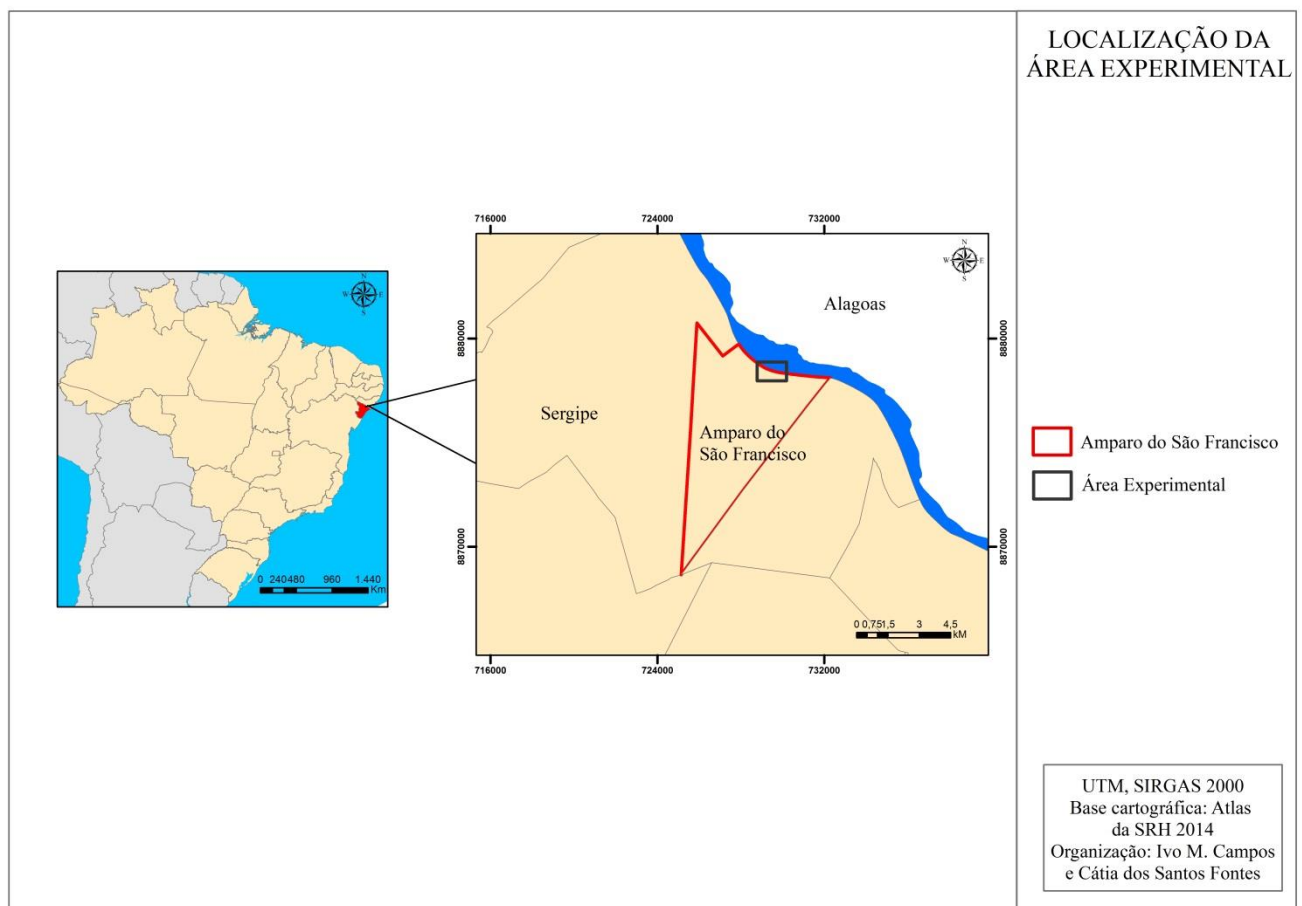 LOCALIZAÇÃO DA
ÁREA EXPERIMENTAL
716000
724000
732000
N
W
E
S
N
W
E
S
Alagoas
8880000
8880000
Sergipe
Amparo do
São Francisco
Amparo do São Francisco
Área Experimental
8870000
8870000
0 240480 960 1.440
Km
0 0,751,5 3 4,5
kM
716000
724000
732000
UTM, SIRGAS 2000
Base cartográfica: Atlas
da SRH 2014
Organização: Ivo M. Campos
e Cátia dos Santos Fontes